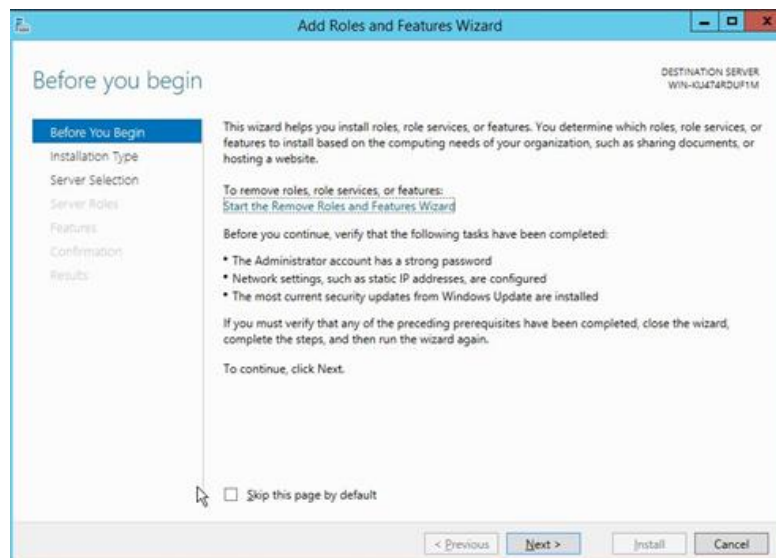 Add Roles and Features Wizard
Before you begin
DESTINATION SERVER
WIN-KU474RDUF1M
Before You Begin
Installation Type
Server Selection
Server Roles
Features
Confirmation
Results
This wizard helps you install roles, role services, or features. You determine which roles, role services, or
features to install based on the computing needs of your organization, such as sharing documents, or
hosting a website.
To remove roles, role services, or features:
Start the Remove Roles and Features Wizard
Before you continue, verify that the following tasks have been completed:
• The Administrator account has a strong password
• Network settings, such as static IP addresses, are configured
• The most current security updates from Windows Update are installed
If you must verify that any of the preceding prerequisites have been completed, close the wizard,
complete the steps, and then run the wizard again.
To continue, click Next.
Skip this page by default
< Previous
Next >
Install
Cancel